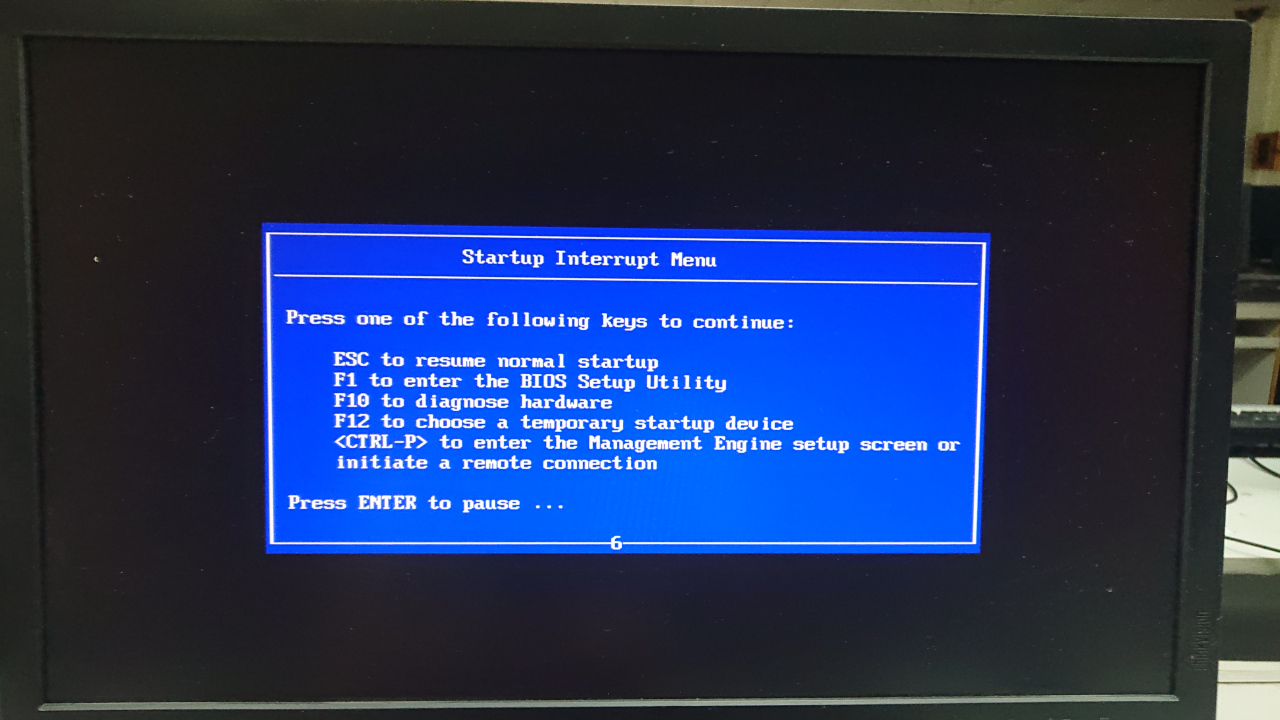 Startup Interrupt Menu
Press one of the following keys to continue:
ESC to resume normal startup
F1 to enter the BIOS Setup Utility
F10 to diagnose hardware
F12 to choose a temporary startup device
<CTRL-P> to enter the Management Engine setup screen or
initiate a remote connection
Press ENTER to pause ...
6